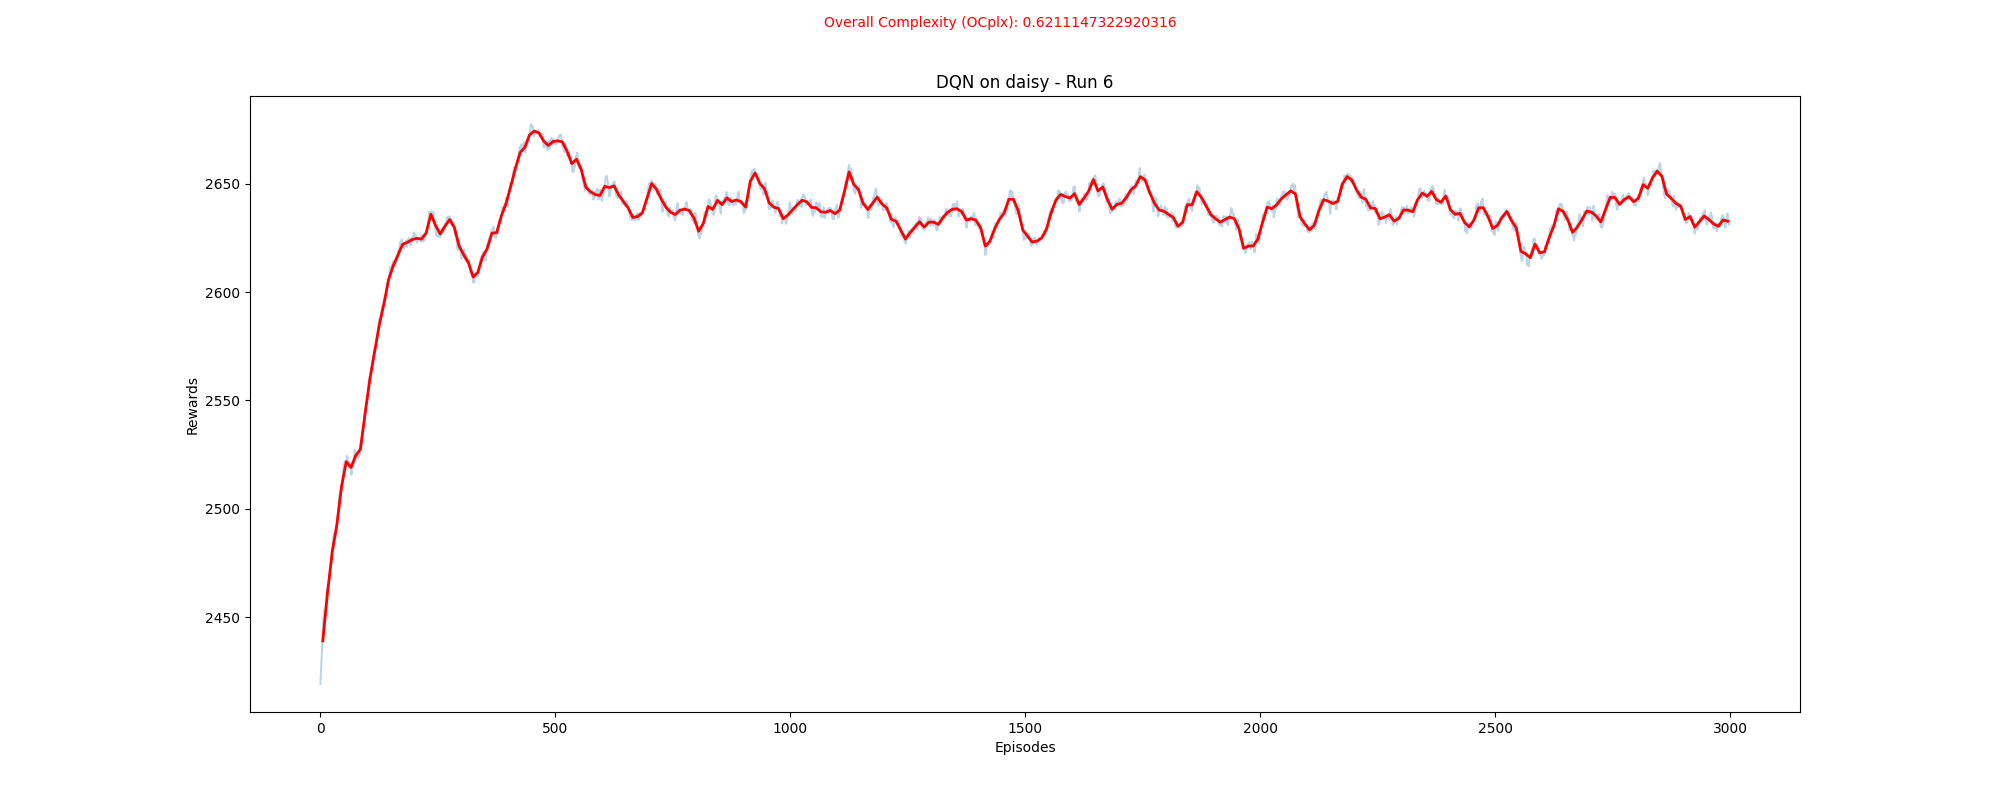 Overall Complexity (OCplx): 0.6211147322920316
DQN on daisy - Run 6
Rewards
2650
2600
2550
2500
2450
0 500 1000 1500 2000 2500 3000
Episodes